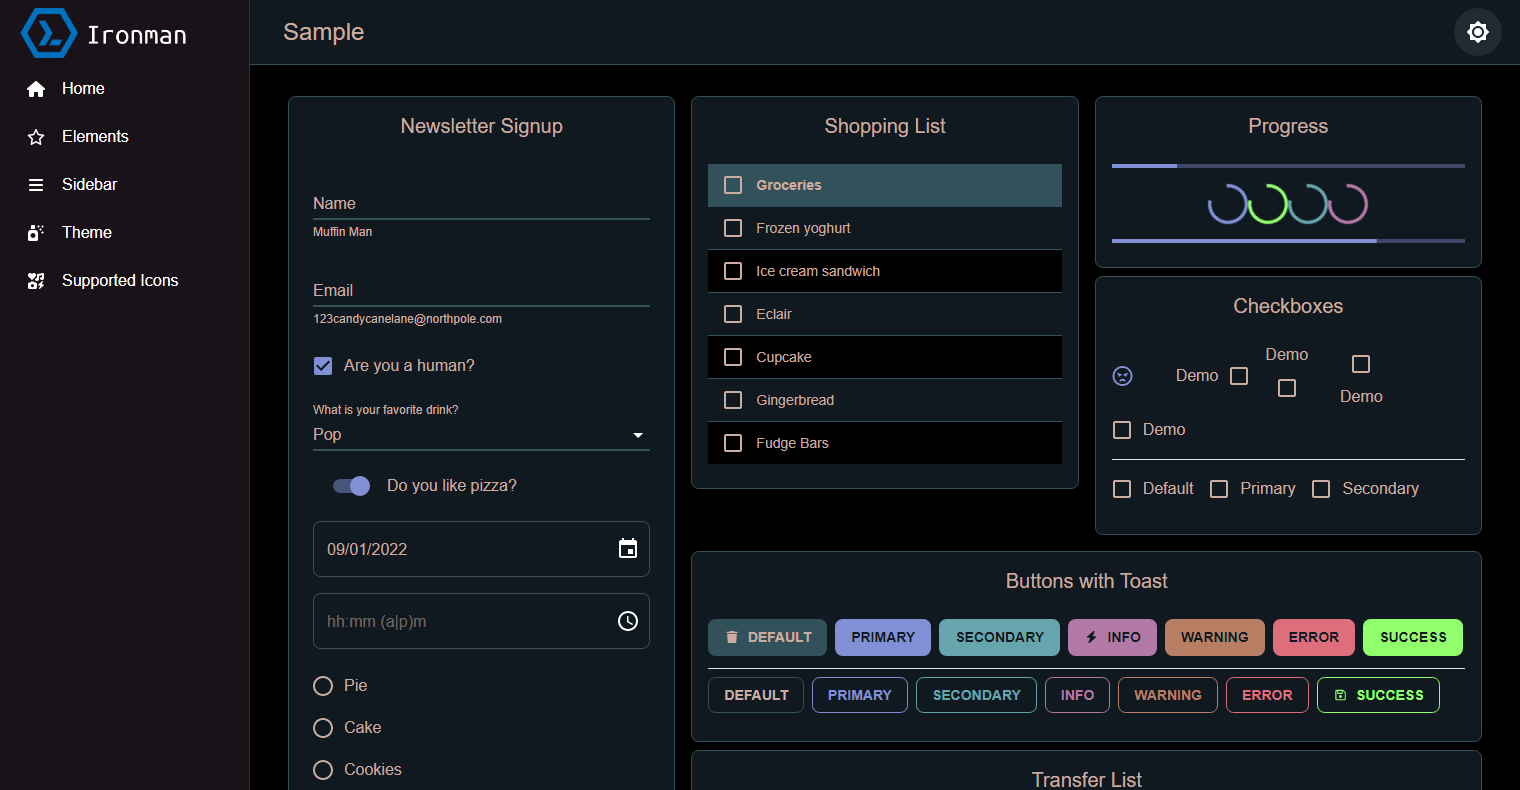 Ironman
Home
Elements
Sidebar
Theme
Supported Icons
Sample
Newsletter Signup
Name
Muffin Man
Email
123candycanelane@northpole.com
Are you a human?
What is your favorite drink?
Pop
Do you like pizza?
09/01/2022
hh:mm (a|p)m
Pie
Cake
Cookies
Shopping List
Groceries
Frozen yoghurt
Ice cream sandwich
Eclair
Cupcake
Gingerbread
Fudge Bars
Progress
Checkboxes
Demo
Demo
Demo
Demo
Default Primary Secondary
Buttons with Toast
DEFAULT PRIMARY SECONDARY INFO WARNING ERROR SUCCESS
DEFAULT PRIMARY SECONDARY INFO WARNING ERROR SUCCESS
Transfer List